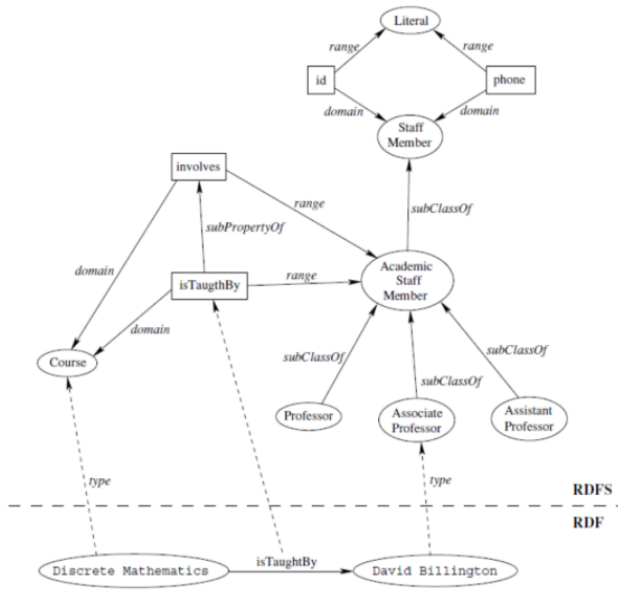 Literal
range
range
id
phone
domain
domain
Staff
Member
involves
subClassOf
range
subPropertyOf
domain
Academic
Staff
Member
isTaugthBy
range
domain
Course
subClassOf
subClassOf
subClassOf
Professor
Associate
Professor
Assistant
Professor
type
type
RDFS
RDF
Discrete Mathematics
isTaughtBy
David Billington